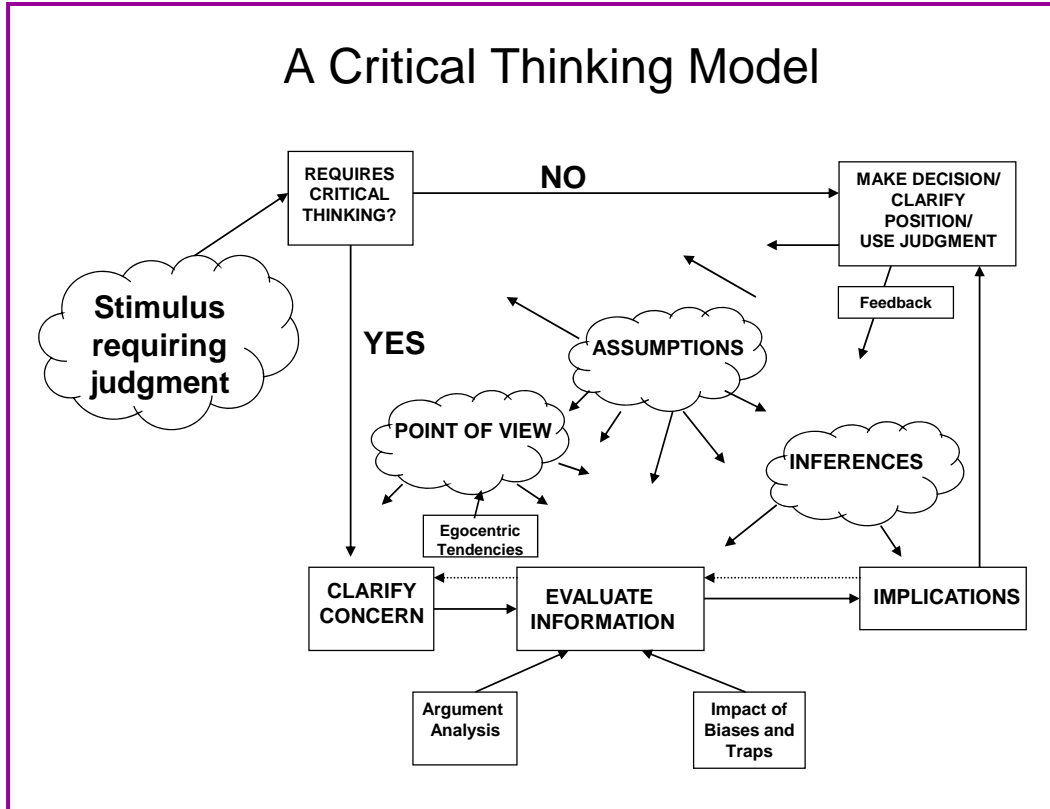 A Critical Thinking Model
REQUIRES
CRITICAL
THINKING?
NO
MAKE DECISION/
CLARIFY
POSITION/
USE JUDGMENT
Feedback
Stimulus
requiring
judgment
YES
ASSUMPTIONS
POINT OF VIEW
INFERENCES
Egocentric
Tendencies
CLARIFY
CONCERN
EVALUATE
INFORMATION
IMPLICATIONS
Argument
Analysis
Impact of
Biases and
Traps